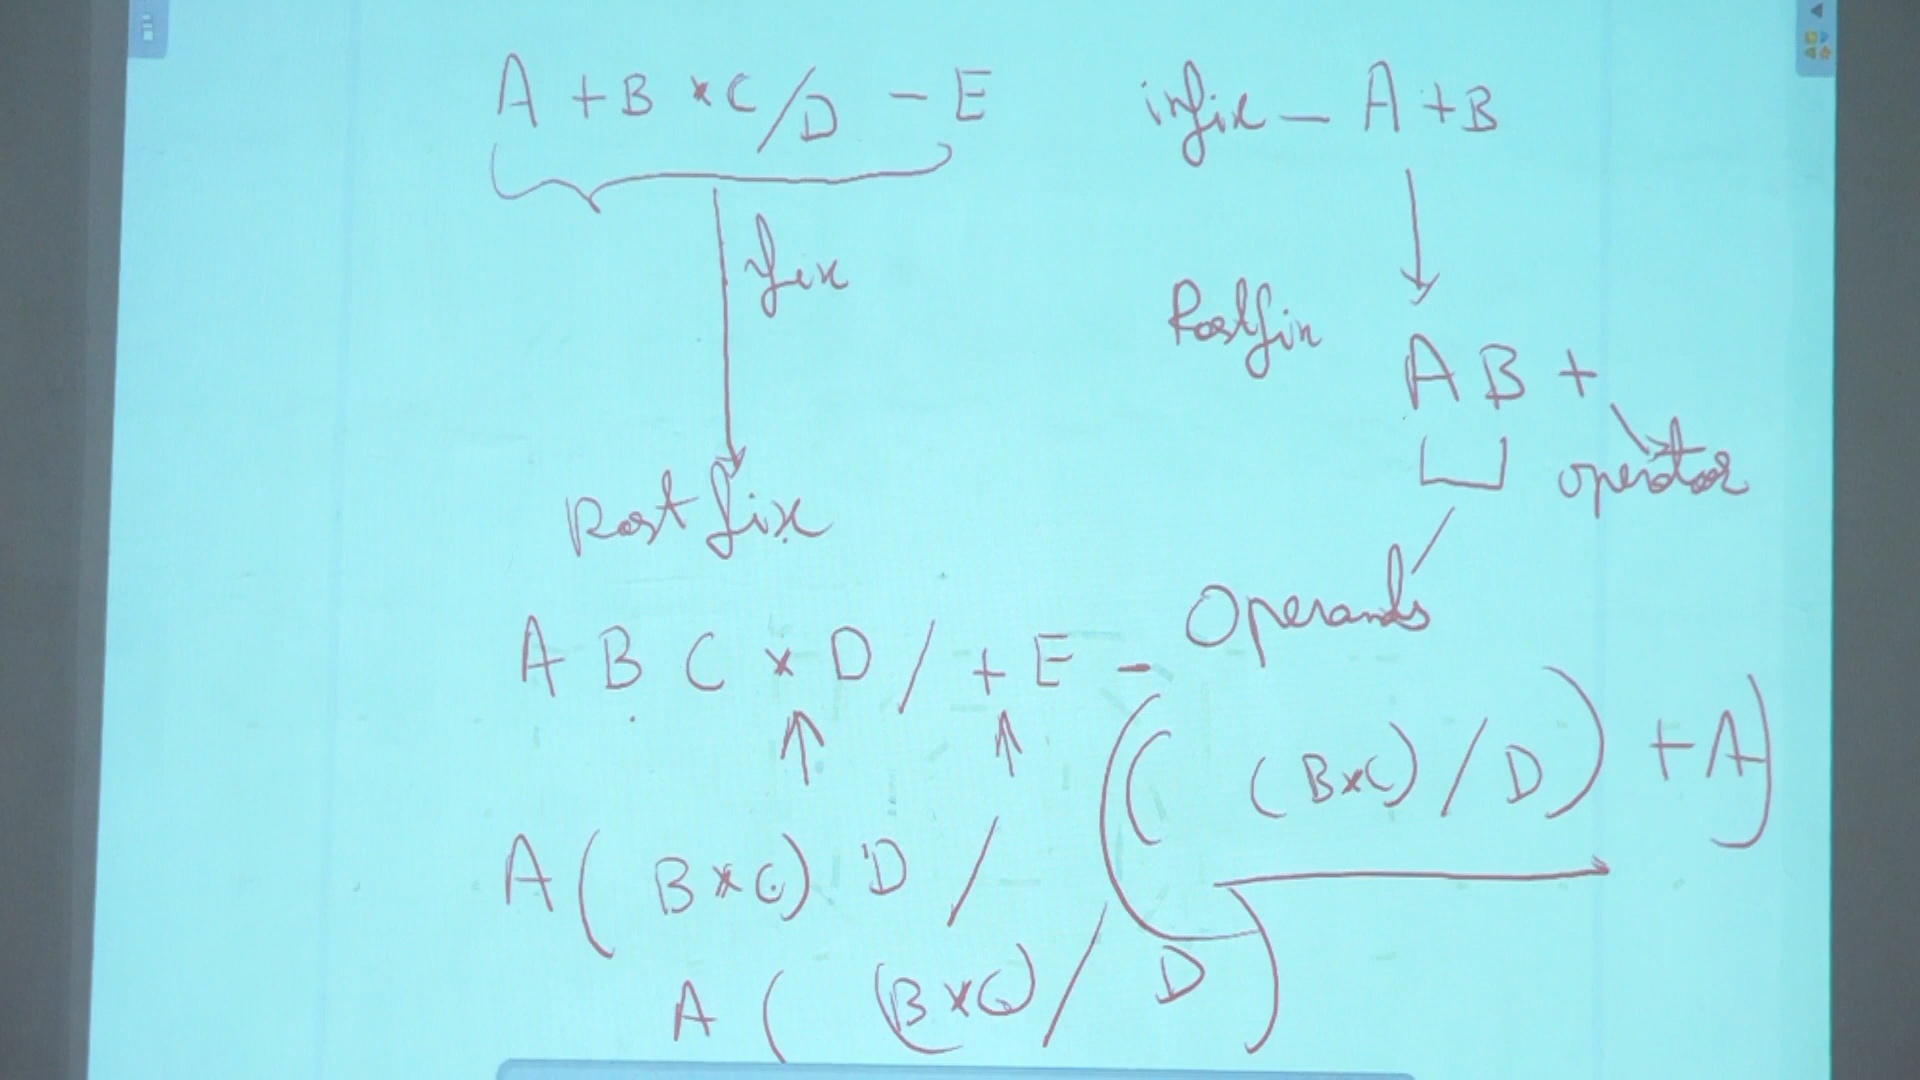 A + B * C / D - E
infix - A + B
fix
Postfix
A B +
operator
Postfix
Operands
A B C * D / + E -
( ( (B*C) / D ) + A )
A ( B * C ) D /
A ( (B * C) / D )